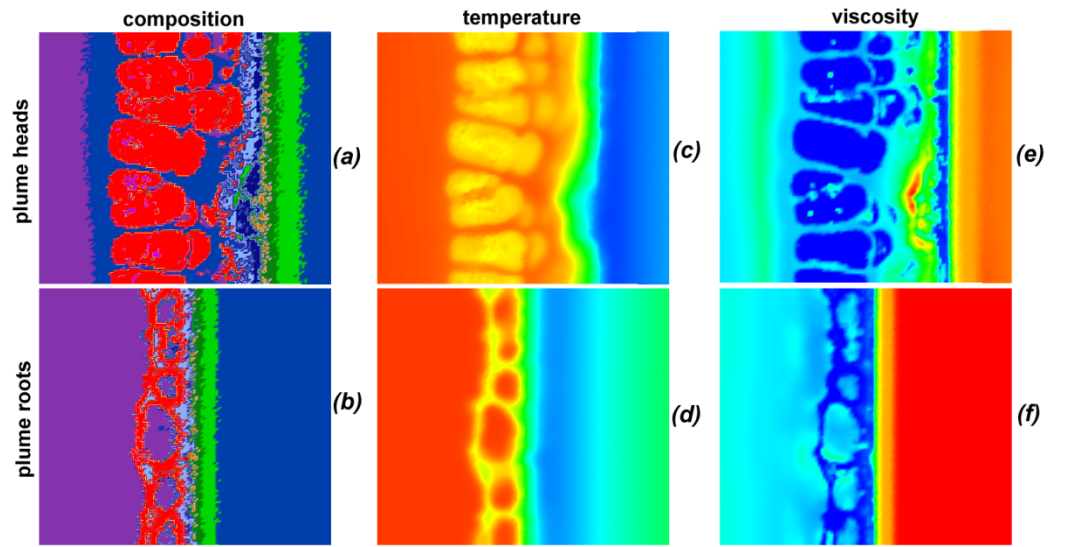 composition
temperature
viscosity
plume heads
(a)
(c)
(e)
plume roots
(b)
(d)
(f)